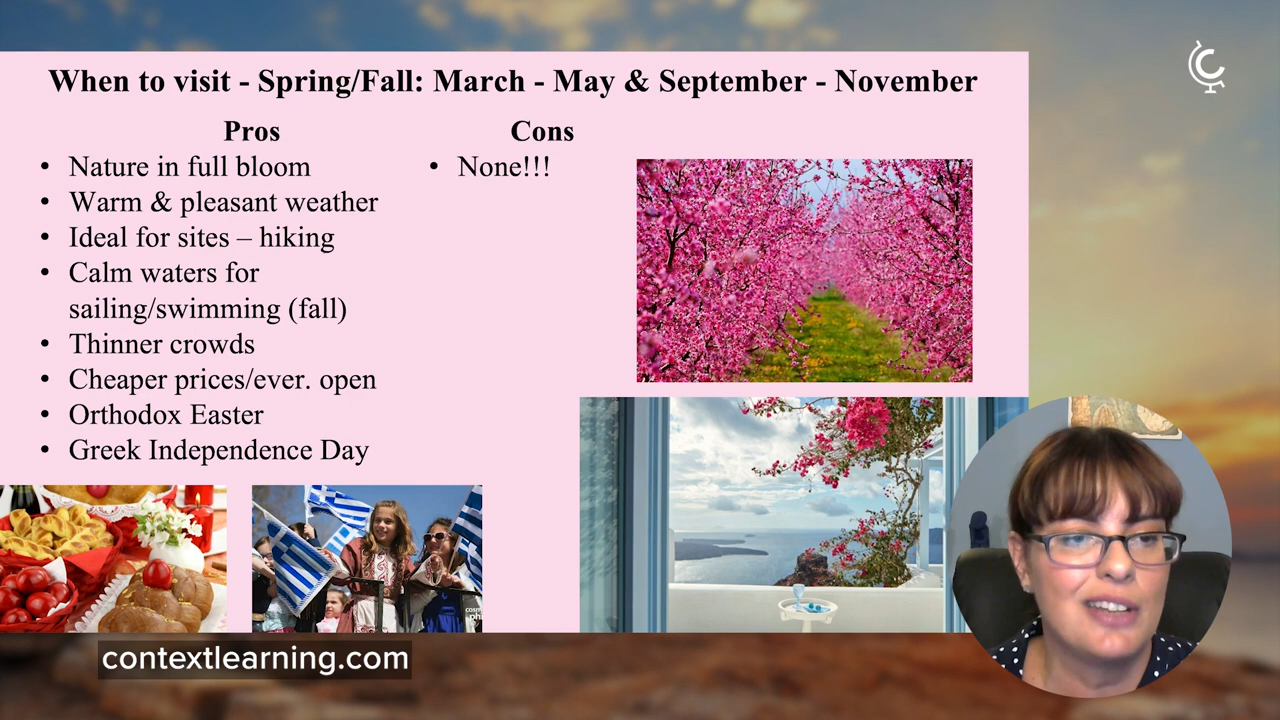 When to visit - Spring/Fall: March - May & September - November
Pros
• Nature in full bloom
• Warm & pleasant weather
• Ideal for sites – hiking
• Calm waters for
sailing/swimming (fall)
• Thinner crowds
• Cheaper prices/ever. open
• Orthodox Easter
• Greek Independence Day
Cons
• None!!!
contextlearning.com